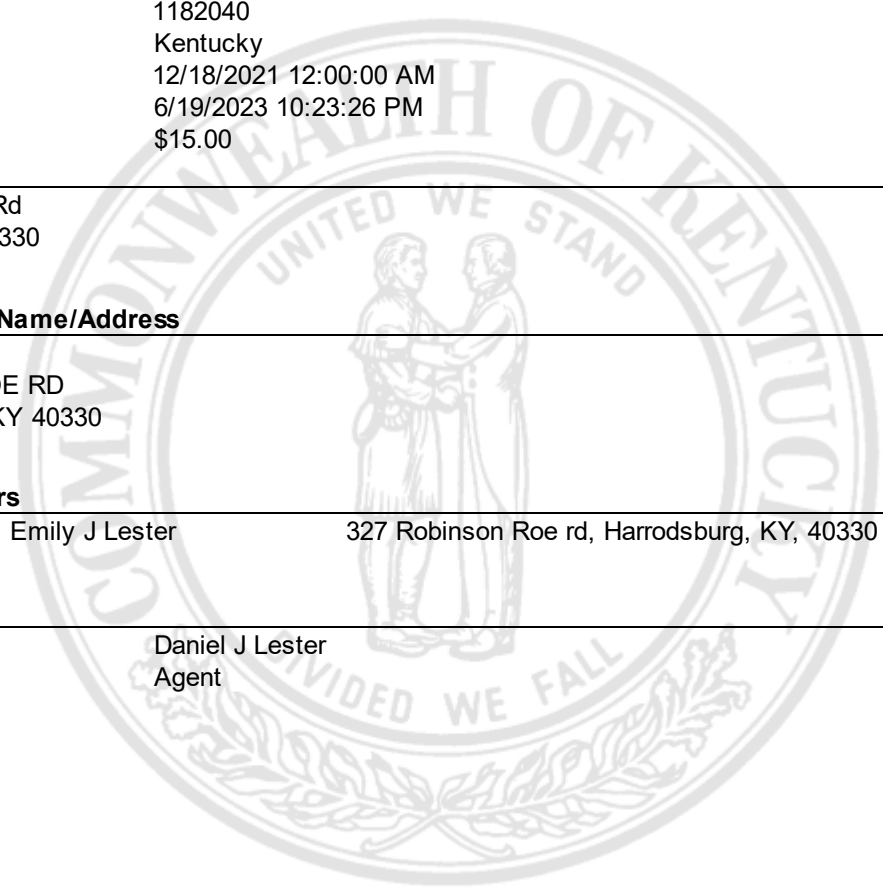 1182040
Kentucky
12/18/2021 12:00:00 AM
6/19/2023 10:23:26 PM
$15.00
Rd
330
Name/Address
E RD
KY 40330
rs
Emily J Lester 327 Robinson Roe rd, Harrodsburg, KY, 40330
Daniel J Lester
Agent
COMMONWEALTH OF KENTUCKY
UNITED WE STAND
DIVIDED WE FALL